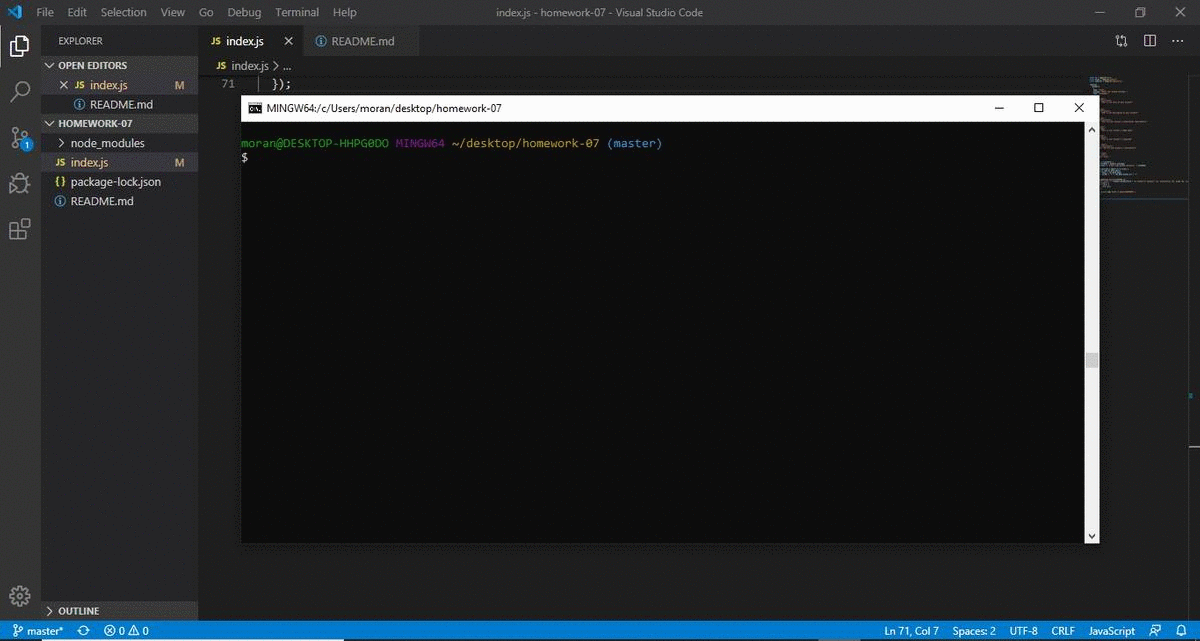 File Edit Selection View Go Debug Terminal Help
index.js - homework-07 - Visual Studio Code
EXPLORER
OPEN EDITORS
JS index.js M
README.md
HOMEWORK-07
node_modules
JS index.js M
{} package-lock.json
README.md
OUTLINE
JS index.js
README.md
JS index.js > ...
71 });
MINGW64:/c/Users/moran/desktop/homework-07
moran@DESKTOP-HHPG0DO MINGW64 ~/desktop/homework-07 (master)
$
1
master* 0 0
Ln 71, Col 7 Spaces: 2 UTF-8 CRLF JavaScript